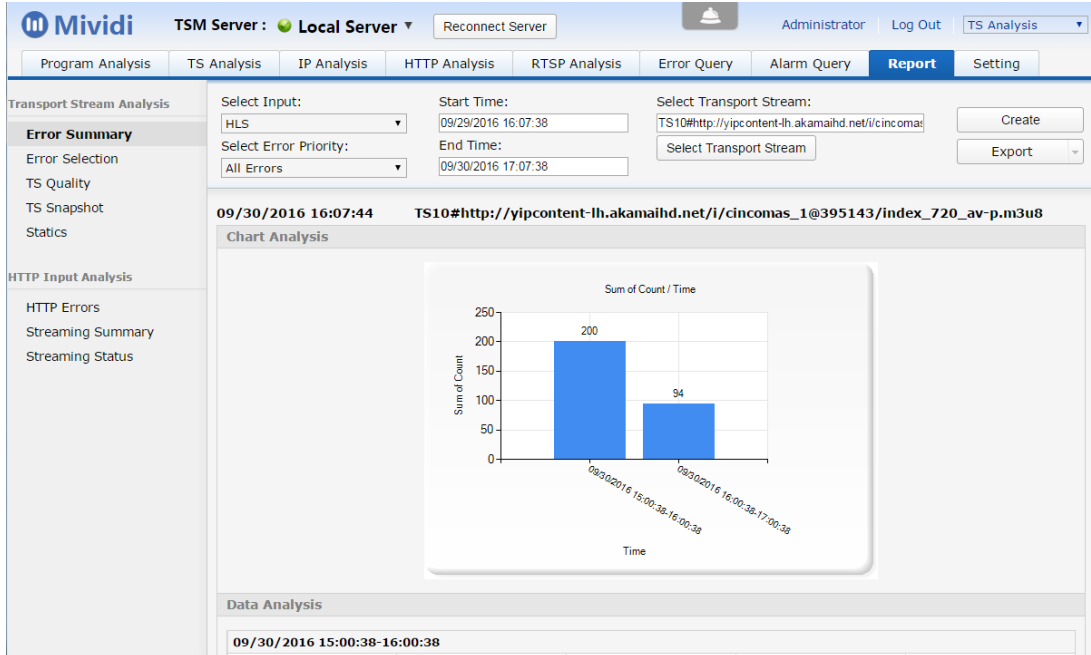 Mividi TSM Server : Local Server ▼ Reconnect Server Administrator Log Out TS Analysis
Program Analysis TS Analysis IP Analysis HTTP Analysis RTSP Analysis Error Query Alarm Query Report Setting
Transport Stream Analysis
Error Summary
Error Selection
TS Quality
TS Snapshot
Statics
HTTP Input Analysis
HTTP Errors
Streaming Summary
Streaming Status
Select Input:
HLS
Select Error Priority:
All Errors
Start Time:
09/29/2016 16:07:38
End Time:
09/30/2016 17:07:38
Select Transport Stream:
TS10#http://yipcontent-lh.akamaihd.net/i/cincomas
Select Transport Stream
Create
Export
09/30/2016 16:07:44 TS10#http://yipcontent-lh.akamaihd.net/i/cincomas_1@395143/index_720_av-p.m3u8
Chart Analysis
Sum of Count / Time
Sum of Count
250
200
150
100
50
0
200
94
09/30/2016 15:00:38-16:00:38
09/30/2016 16:00:38-17:00:38
Time
Data Analysis
09/30/2016 15:00:38-16:00:38